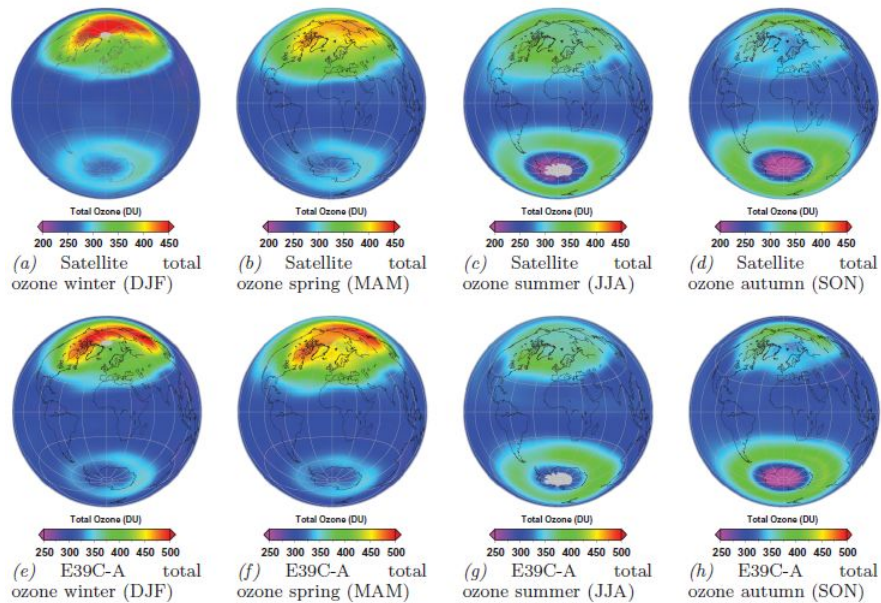 Total Ozone (DU)
200 250 300 350 400 450
(a) Satellite total
ozone winter (DJF)
Total Ozone (DU)
200 250 300 350 400 450
(b) Satellite total
ozone spring (MAM)
Total Ozone (DU)
200 250 300 350 400 450
(c) Satellite total
ozone summer (JJA)
Total Ozone (DU)
200 250 300 350 400 450
(d) Satellite total
ozone autumn (SON)
Total Ozone (DU)
250 300 350 400 450 500
(e) E39C-A total
ozone winter (DJF)
Total Ozone (DU)
250 300 350 400 450 500
(f) E39C-A total
ozone spring (MAM)
Total Ozone (DU)
250 300 350 400 450 500
(g) E39C-A total
ozone summer (JJA)
Total Ozone (DU)
250 300 350 400 450 500
(h) E39C-A total
ozone autumn (SON)